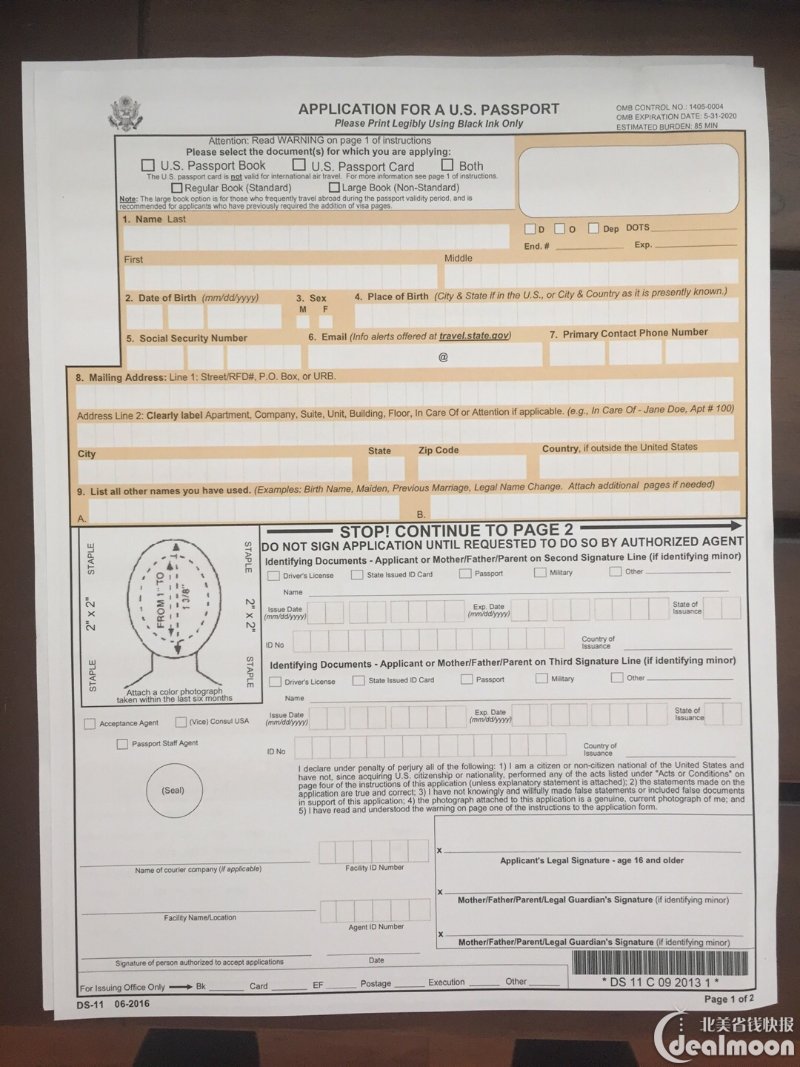 APPLICATION FOR A U.S. PASSPORT
Please Print Legibly Using Black Ink Only
OMB CONTROL NO.: 1405-0004
OMB EXPIRATION DATE: 5-31-2020
ESTIMATED BURDEN: 85 MIN
Attention: Read WARNING on page 1 of instructions
Please select the document(s) for which you are applying:
U.S. Passport Book U.S. Passport Card Both
The U.S. passport card is not valid for international air travel. For more information see page 1 of instructions.
Regular Book (Standard) Large Book (Non-Standard)
Note: The large book option is for those who frequently travel abroad during the passport validity period, and is
recommended for applicants who have previously required the addition of visa pages.
1. Name Last
D O Dep DOTS
End. # Exp.
First Middle
2. Date of Birth (mm/dd/yyyy) 3. Sex 4. Place of Birth (City & State if in the U.S., or City & Country as it is presently known.)
M F
5. Social Security Number 6. Email (Info alerts offered at travel.state.gov) 7. Primary Contact Phone Number
@
8. Mailing Address: Line 1: Street/RFD#, P.O. Box, or URB.
Address Line 2: Clearly label Apartment, Company, Suite, Unit, Building, Floor, In Care Of or Attention if applicable. (e.g., In Care Of - Jane Doe, Apt # 100)
City State Zip Code Country, if outside the United States
9. List all other names you have used. (Examples: Birth Name, Maiden, Previous Marriage, Legal Name Change. Attach additional pages if needed)
A. B.
STOP! CONTINUE TO PAGE 2
DO NOT SIGN APPLICATION UNTIL REQUESTED TO DO SO BY AUTHORIZED AGENT
STAPLE
STAPLE
2" x 2"
2" x 2"
STAPLE
STAPLE
FROM 1" TO
1 3/8"
Attach a color photograph
taken within the last six months
Identifying Documents - Applicant or Mother/Father/Parent on Second Signature Line (if identifying minor)
Driver's License State Issued ID Card Passport Military Other
Name
Issue Date
(mm/dd/yyyy)
Exp. Date
(mm/dd/yyyy)
State of
Issuance
ID No
Country of
Issuance
Identifying Documents - Applicant or Mother/Father/Parent on Third Signature Line (if identifying minor)
Driver's License State Issued ID Card Passport Military Other
Name
Issue Date
(mm/dd/yyyy)
Exp. Date
(mm/dd/yyyy)
State of
Issuance
ID No
Country of
Issuance
Acceptance Agent (Vice) Consul USA
Passport Staff Agent
(Seal)
I declare under penalty of perjury all of the following: 1) I am a citizen or non-citizen national of the United States and
have not, since acquiring U.S. citizenship or nationality, performed any of the acts listed under "Acts or Conditions" on
page four of the instructions of this application (unless explanatory statement is attached); 2) the statements made on the
application are true and correct; 3) I have not knowingly and willfully made false statements or included false documents
in support of this application; 4) the photograph attached to this application is a genuine, current photograph of me; and
5) I have read and understood the warning on page one of the instructions to the application form.
Name of courier company (if applicable) Facility ID Number
Facility Name/Location Agent ID Number
Signature of person authorized to accept applications Date
x
Applicant's Legal Signature - age 16 and older
x
Mother/Father/Parent/Legal Guardian's Signature (if identifying minor)
x
Mother/Father/Parent/Legal Guardian's Signature (if identifying minor)
For Issuing Office Only Bk Card EF Postage Execution Other
* DS 11 C 09 2013 1 *
DS-11 06-2016
Page 1 of 2
北美省钱快报
dealmoon